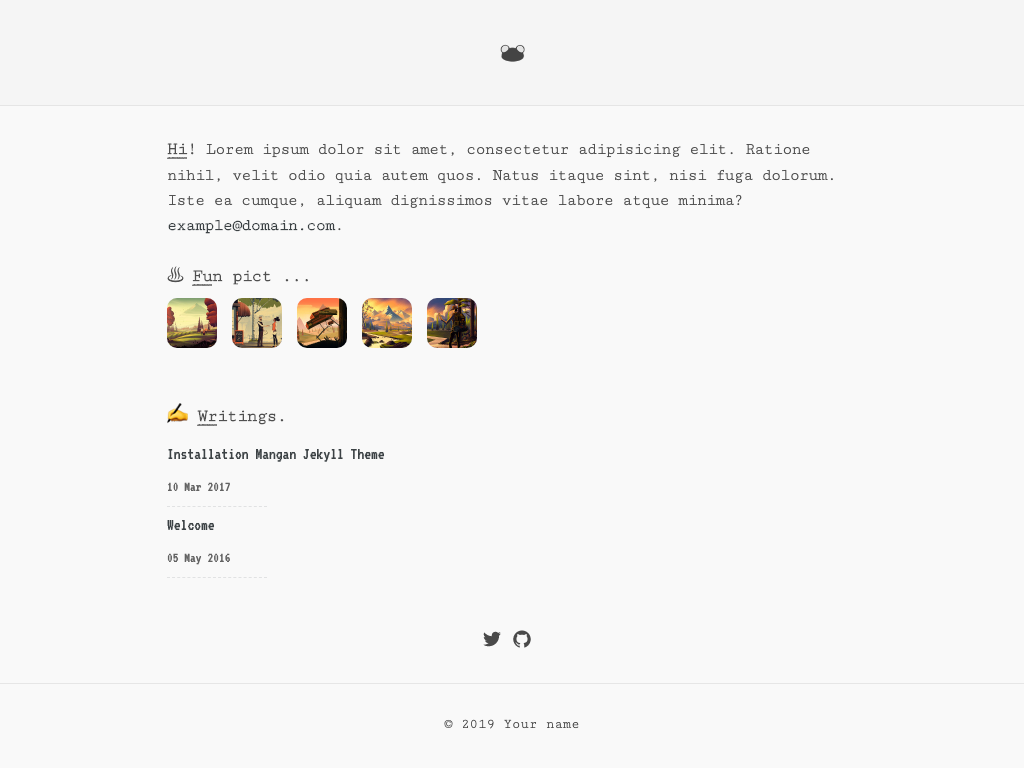 Hi! Lorem ipsum dolor sit amet, consectetur adipisicing elit. Ratione
nihil, velit odio quia autem quos. Natus itaque sint, nisi fuga dolorum.
Iste ea cumque, aliquam dignissimos vitae labore atque minima?
example@domain.com.
♨ Fun pict ...
✍ Writings.
Installation Mangan Jekyll Theme
10 Mar 2017
Welcome
05 May 2016
© 2019 Your name